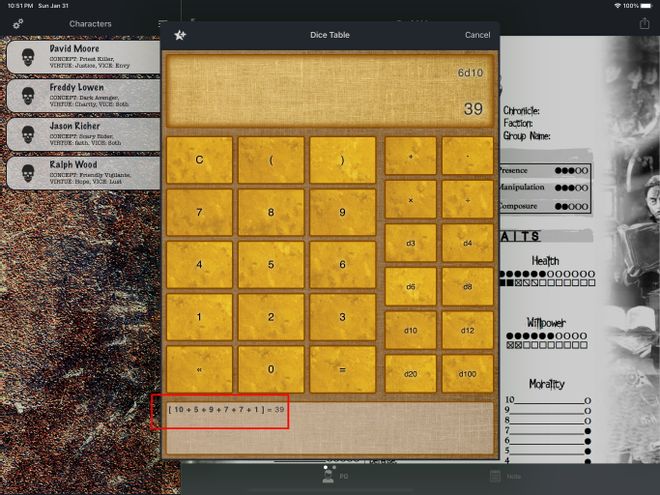 10:51 PM Sun Jan 31
100%
Characters
David Moore
CONCEPT: Priest Killer,
VIRTUE: Justice, VICE: Envy
Freddy Lowen
CONCEPT: Dark Avenger,
VIRTUE: Charity, VICE: Sloth
Jason Richer
CONCEPT: Scary Rider,
VIRTUE: Faith, VICE: Sloth
Ralph Wood
CONCEPT: Friendly Vigilante,
VIRTUE: Hope, VICE: Lust
Dice Table
Cancel
6d10
39
C ( ) + -
7 8 9 × ÷
4 5 6 d3 d4
d6 d8
1 2 3 d10 d12
« 0 = d20 d100
[ 10 + 5 + 9 + 7 + 7 + 1 ] = 39
Chronicle:
Faction:
Group Name:
Presence
Manipulation
Composure
AITS
Health
Willpower
Morality
10
9
8
7
6
5
4
3
2
1
PG
Note